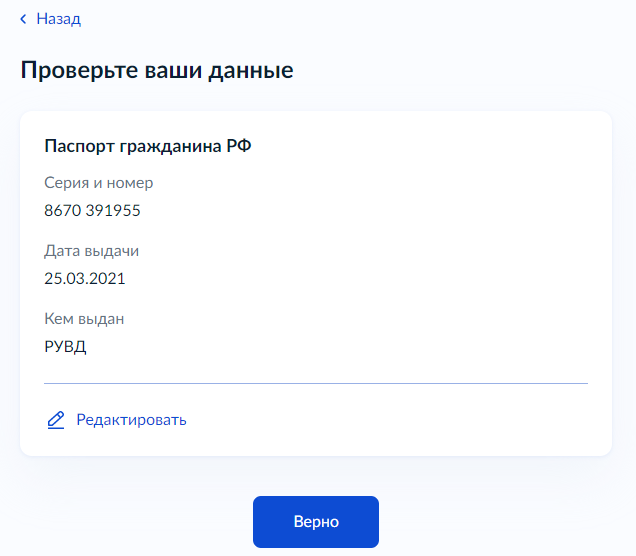 Назад
Проверьте ваши данные
Паспорт гражданина РФ
Серия и номер
8670 391955
Дата выдачи
25.03.2021
Кем выдан
РУВД
Редактировать
Верно